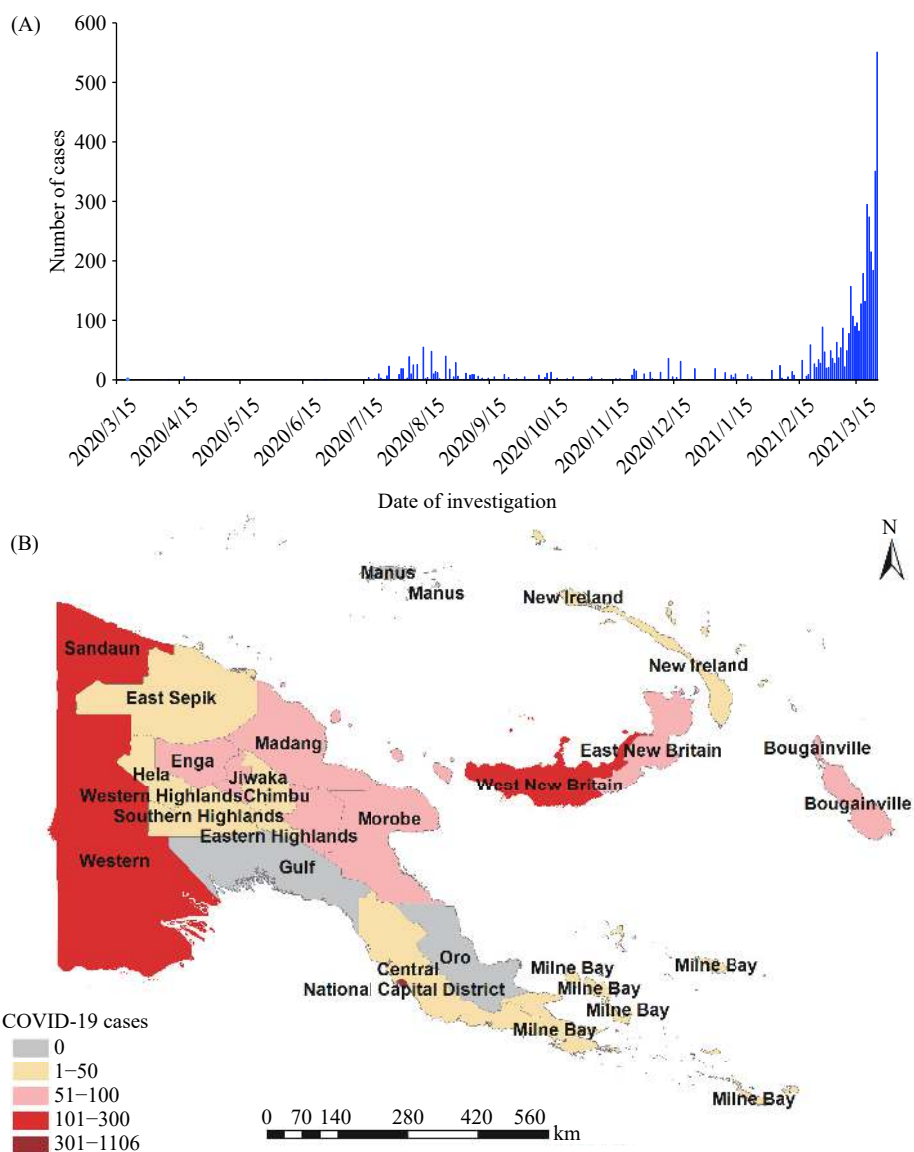 (A)
Number of cases
600
500
400
300
200
100
0
2020/3/15
2020/4/15
2020/5/15
2020/6/15
2020/7/15
2020/8/15
2020/9/15
2020/10/15
2020/11/15
2020/12/15
2021/1/15
2021/2/15
2021/3/15
Date of investigation
(B)
N
Manus
Manus
New Ireland
New Ireland
Sandaun
East Sepik
Madang
East New Britain
Bougainville
Enga
Hela
Jiwaka
West New Britain
Western Highlands
Chimbu
Bougainville
Southern Highlands
Morobe
Eastern Highlands
Western
Gulf
Oro
Central
Milne Bay
Milne Bay
National Capital District
Milne Bay
Milne Bay
Milne Bay
Milne Bay
COVID-19 cases
0
1−50
51−100
101−300
301−1106
0 70 140 280 420 560
km